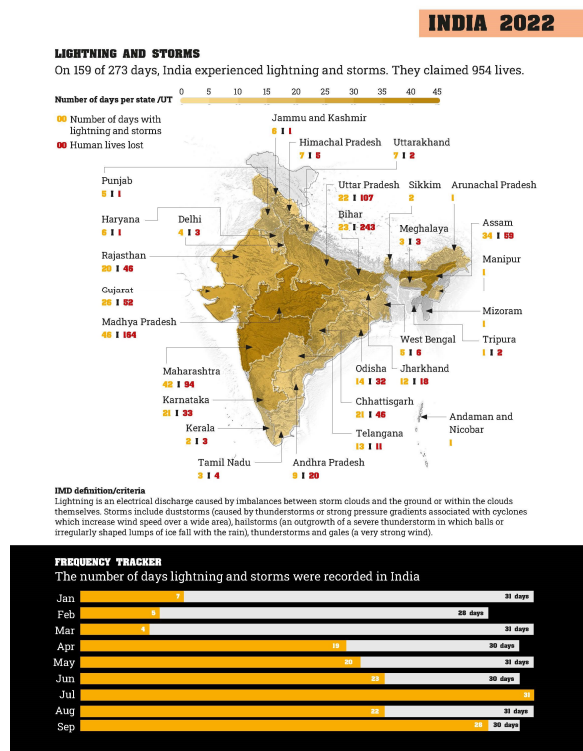 INDIA 2022
LIGHTNING AND STORMS
On 159 of 273 days, India experienced lightning and storms. They claimed 954 lives.
Number of days per state /UT
0 5 10 15 20 25 30 35 40 45
00 Number of days with
lightning and storms
00 Human lives lost
Jammu and Kashmir
6 I 1
Himachal Pradesh
7 I 5
Uttarakhand
7 I 2
Punjab
5 I 1
Uttar Pradesh
22 I 107
Sikkim
2
Arunachal Pradesh
1
Haryana
6 I 1
Delhi
4 I 3
Bihar
23 I 243
Meghalaya
3 I 3
Assam
34 I 59
Rajasthan
20 I 46
Manipur
1
Gujarat
26 I 52
Mizoram
1
Madhya Pradesh
46 I 164
West Bengal
5 I 6
Tripura
1 I 2
Maharashtra
42 I 94
Odisha
14 I 32
Jharkhand
12 I 18
Karnataka
21 I 33
Chhattisgarh
21 I 46
Andaman and
Nicobar
1
Kerala
2 I 3
Telangana
13 I 11
Tamil Nadu
3 I 4
Andhra Pradesh
9 I 20
IMD definition/criteria
Lightning is an electrical discharge caused by imbalances between storm clouds and the ground or within the clouds
themselves. Storms include duststorms (caused by thunderstorms or strong pressure gradients associated with cyclones
which increase wind speed over a wide area), hailstorms (an outgrowth of a severe thunderstorm in which balls or
irregularly shaped lumps of ice fall with the rain), thunderstorms and gales (a very strong wind).
FREQUENCY TRACKER
The number of days lightning and storms were recorded in India
Jan 7 31 days
Feb 28 days
Mar 4 31 days
Apr 30 days
May 20 31 days
Jun 30 days
Jul 31
Aug 31 days
Sep 28 30 days